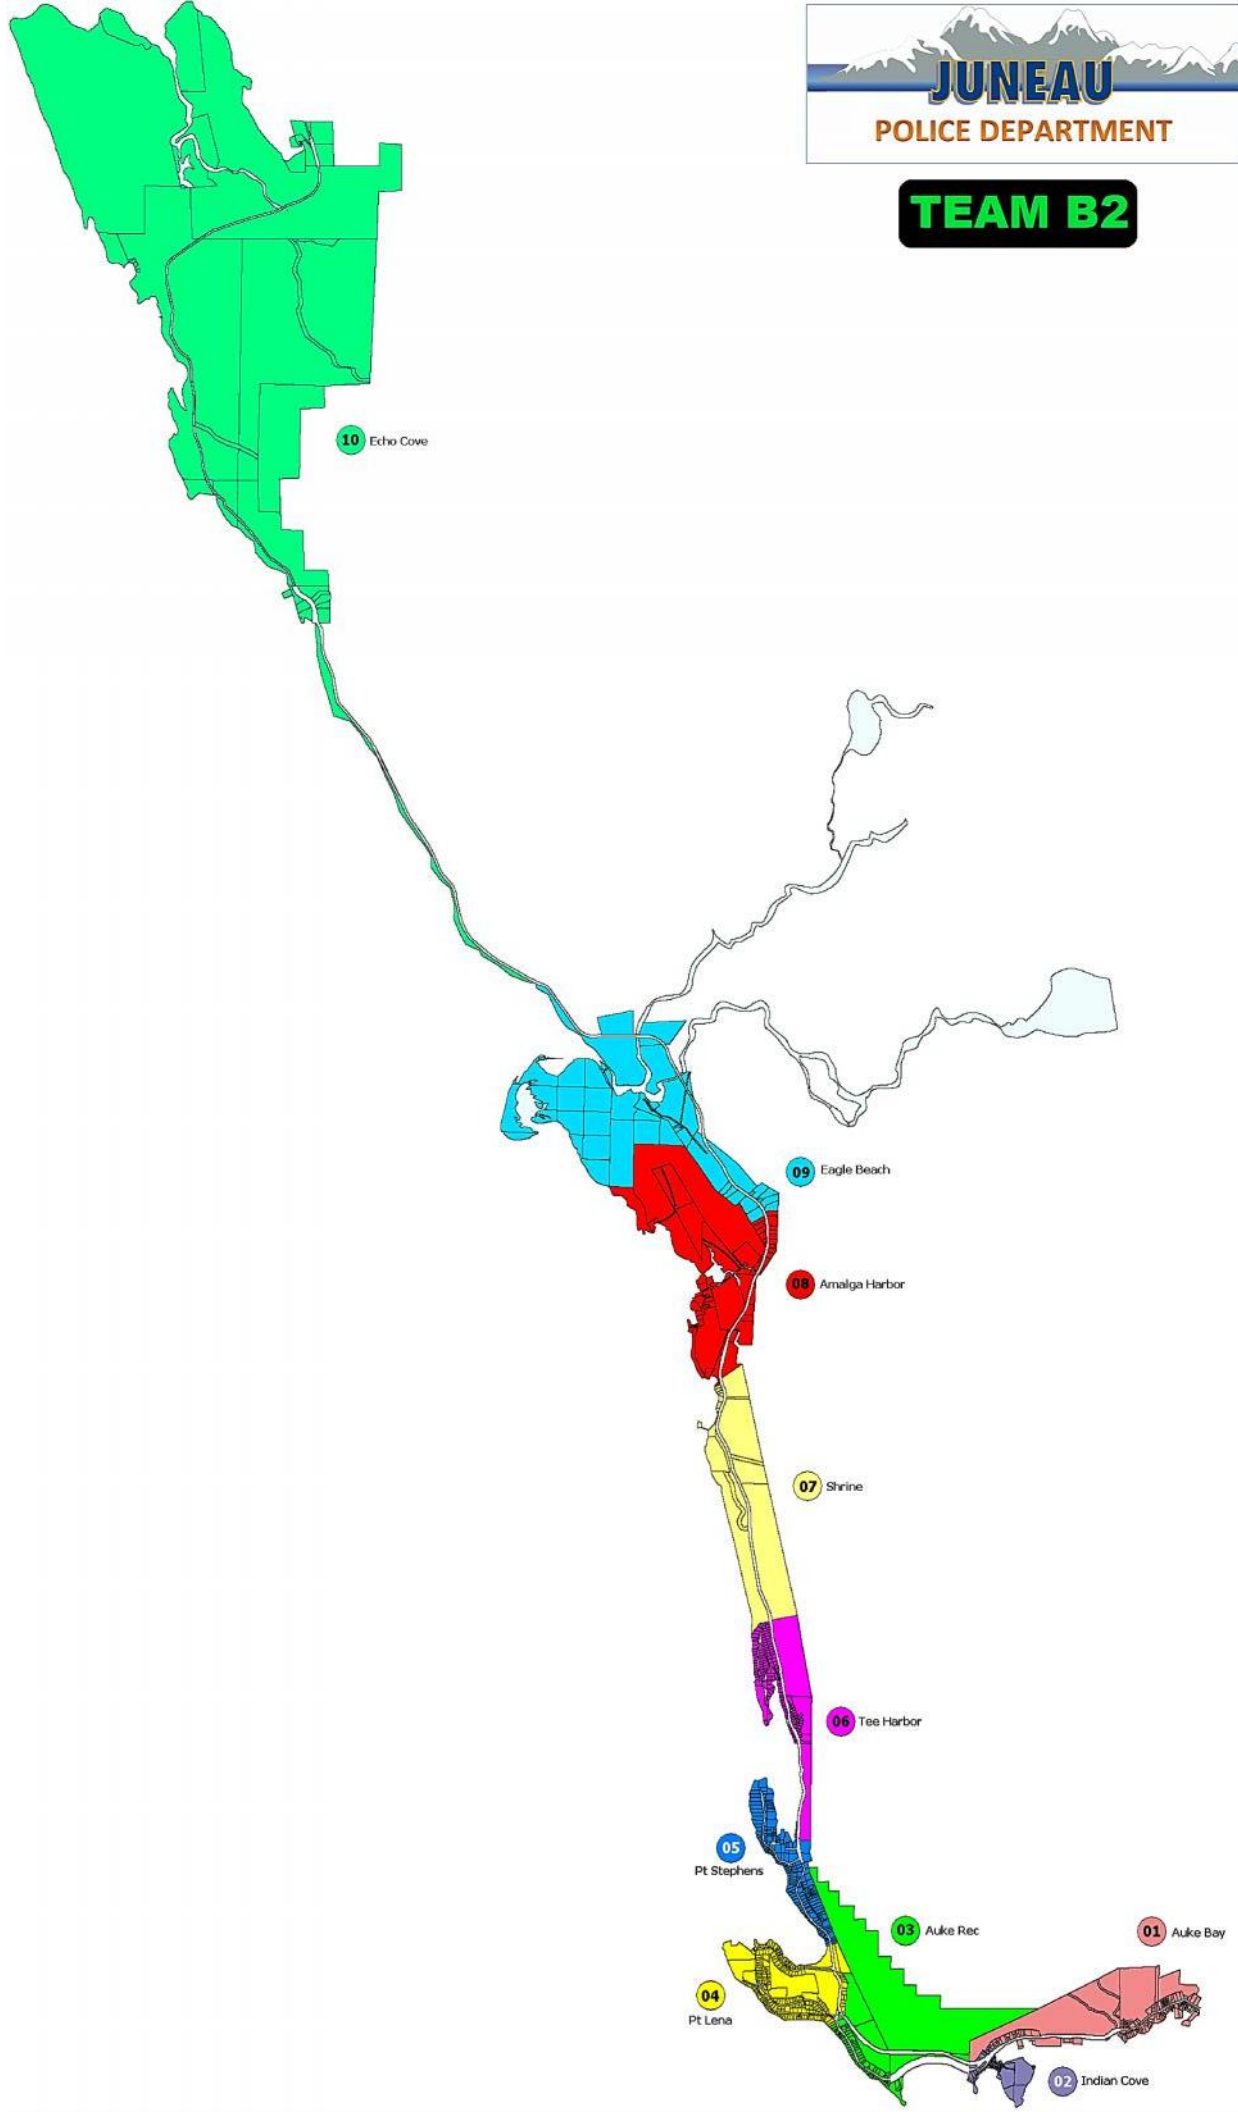 JUNEAU
POLICE DEPARTMENT
TEAM B2
10 Echo Cove
09 Eagle Beach
08 Amalga Harbor
07 Shrine
06 Tee Harbor
05
Pt Stephens
03 Auke Rec
01 Auke Bay
04
Pt Lena
02 Indian Cove